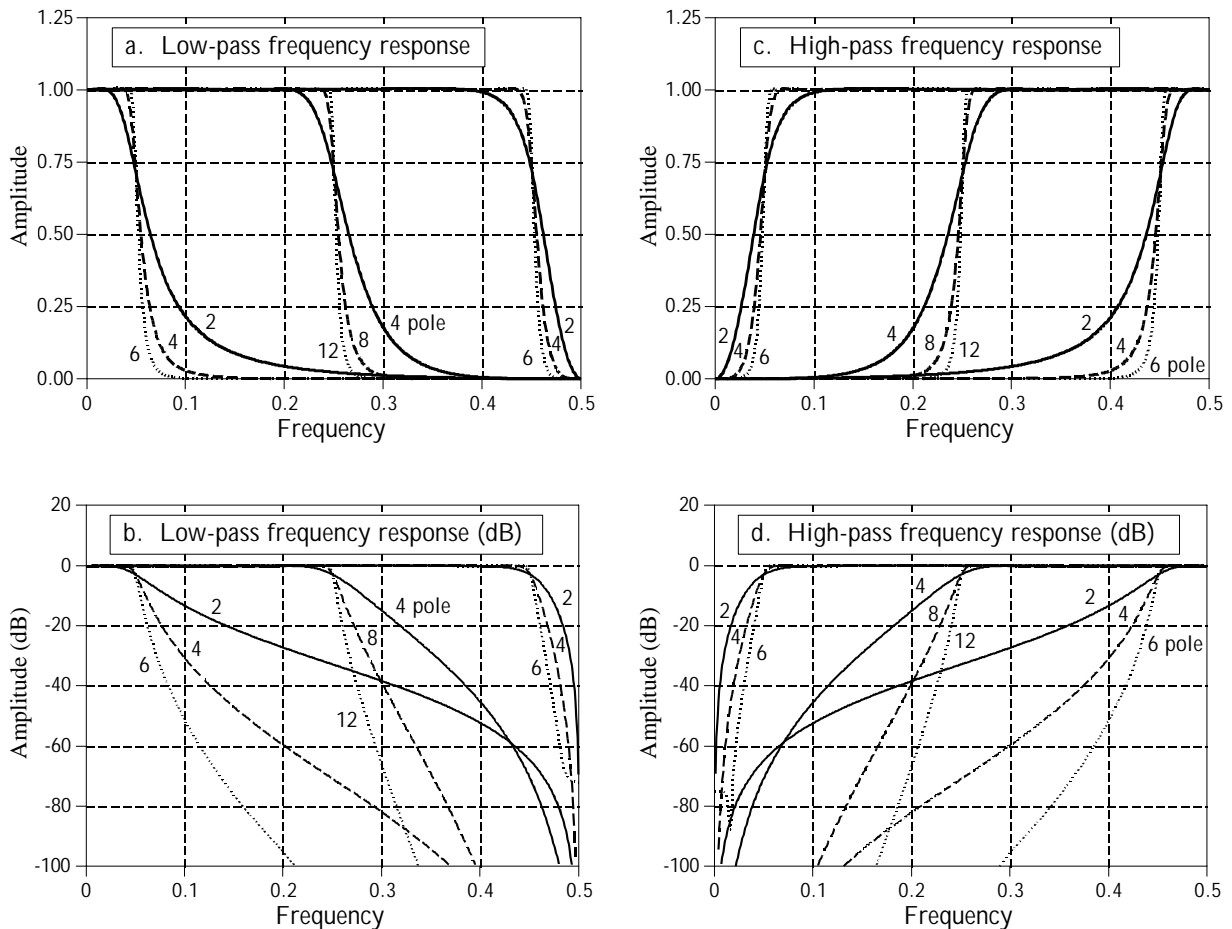 a. Low-pass frequency response
1.25
1.00
0.75
0.50
0.25
0.00
Amplitude
2
4
6
4 pole
8
12
2
4
6
0 0.1 0.2 0.3 0.4 0.5
Frequency
c. High-pass frequency response
1.25
1.00
0.75
0.50
0.25
0.00
Amplitude
2
4
6
4
8
12
2
4
6 pole
0 0.1 0.2 0.3 0.4 0.5
Frequency
b. Low-pass frequency response (dB)
20
0
-20
-40
-60
-80
-100
Amplitude (dB)
2
4
6
4 pole
8
12
2
4
6
0 0.1 0.2 0.3 0.4 0.5
Frequency
d. High-pass frequency response (dB)
20
0
-20
-40
-60
-80
-100
Amplitude (dB)
2
4
6
4
8
12
2
4
6 pole
0 0.1 0.2 0.3 0.4 0.5
Frequency